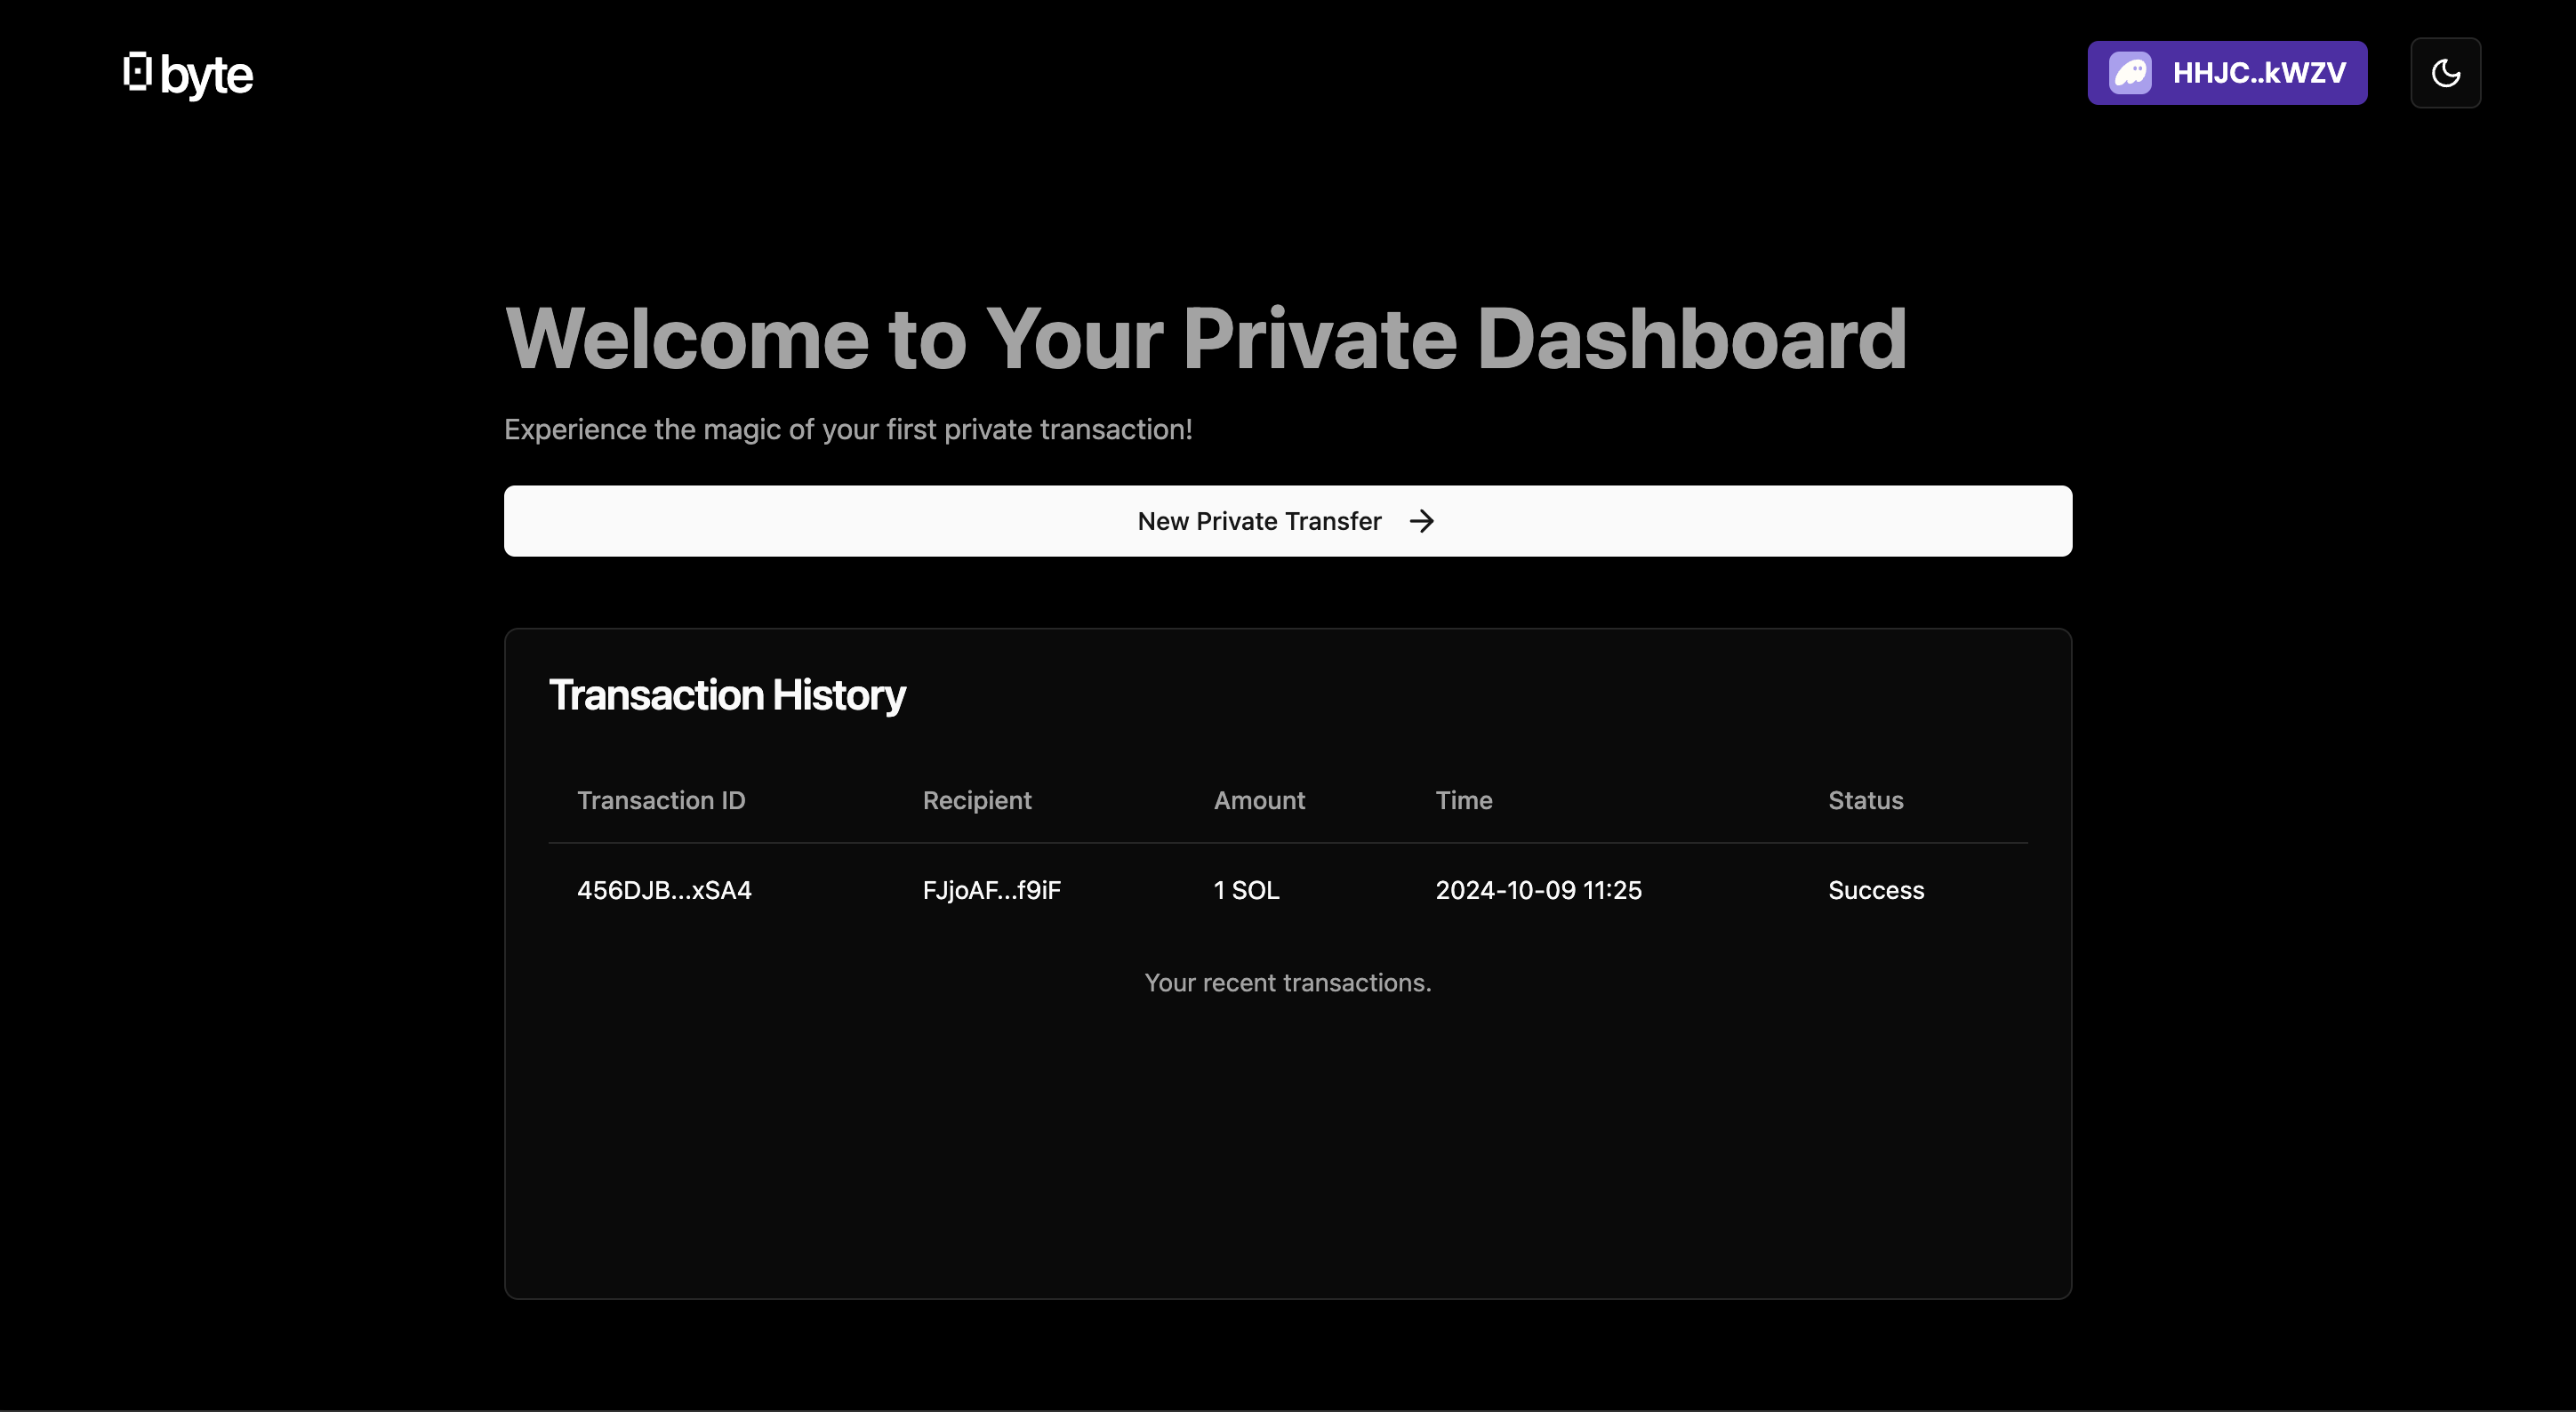 0byte
HHJC..kWZV
Welcome to Your Private Dashboard
Experience the magic of your first private transaction!
New Private Transfer →
Transaction History
Transaction ID Recipient Amount Time Status
456DJB...xSA4 FJjoAF...f9iF 1 SOL 2024-10-09 11:25 Success
Your recent transactions.